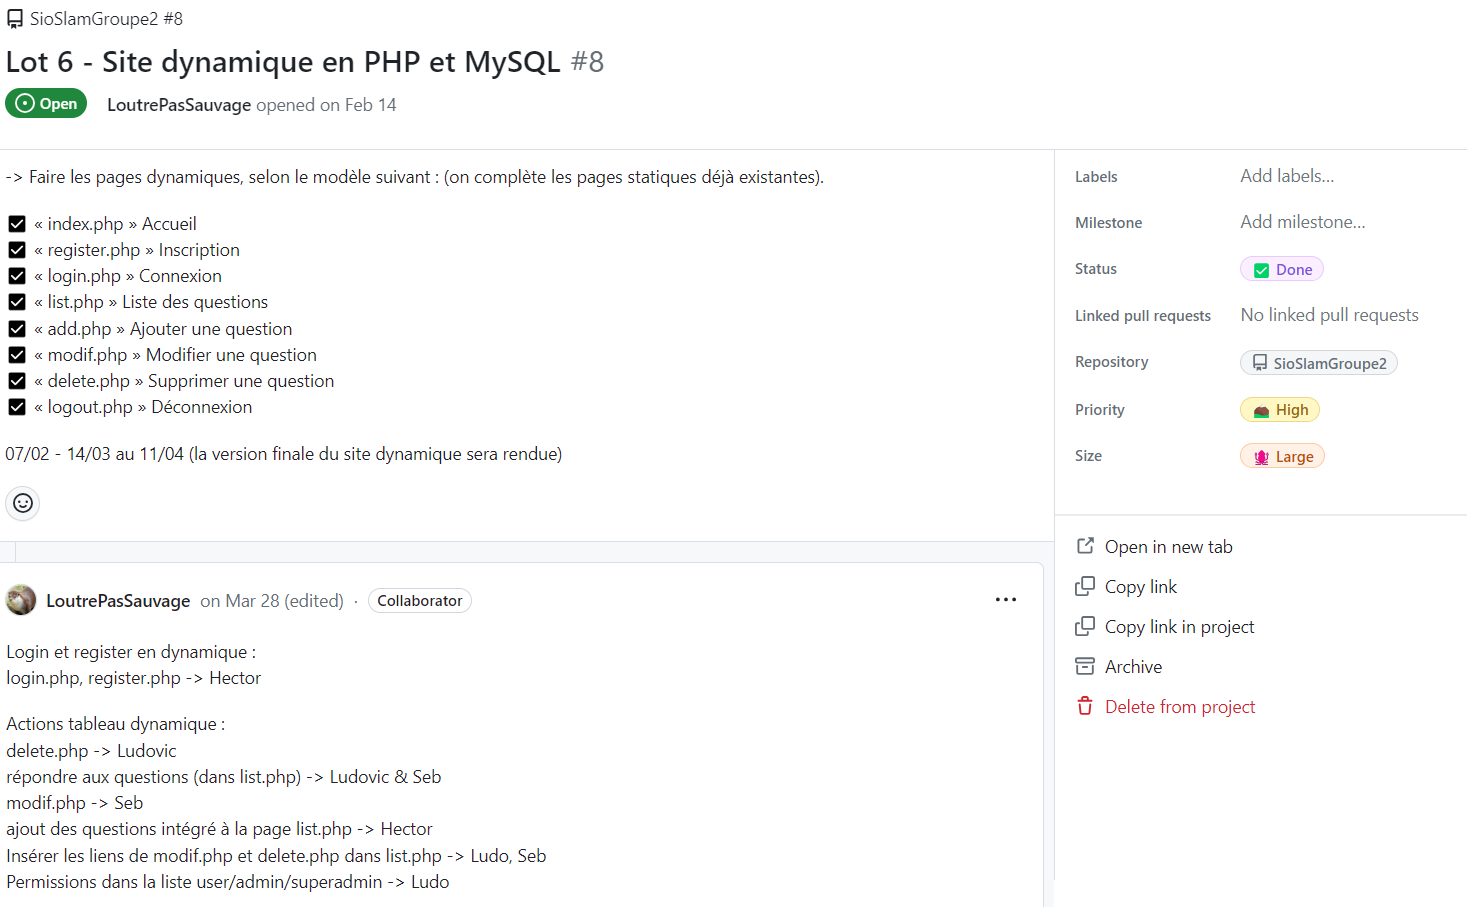 SioSlamGroupe2 #8
Lot 6 - Site dynamique en PHP et MySQL #8
Open
LoutrePasSauvage opened on Feb 14
-> Faire les pages dynamiques, selon le modèle suivant : (on complète les pages statiques déjà existantes).
« index.php » Accueil
« register.php » Inscription
« login.php » Connexion
« list.php » Liste des questions
« add.php » Ajouter une question
« modif.php » Modifier une question
« delete.php » Supprimer une question
« logout.php » Déconnexion
07/02 - 14/03 au 11/04 (la version finale du site dynamique sera rendue)
LoutrePasSauvage on Mar 28 (edited) · Collaborator
Login et register en dynamique :
login.php, register.php -> Hector
Actions tableau dynamique :
delete.php -> Ludovic
répondre aux questions (dans list.php) -> Ludovic & Seb
modif.php -> Seb
ajout des questions intégré à la page list.php -> Hector
Insérer les liens de modif.php et delete.php dans list.php -> Ludo, Seb
Permissions dans la liste user/admin/superadmin -> Ludo
Labels Add labels...
Milestone Add milestone...
Status Done
Linked pull requests No linked pull requests
Repository SioSlamGroupe2
Priority High
Size Large
Open in new tab
Copy link
Copy link in project
Archive
Delete from project